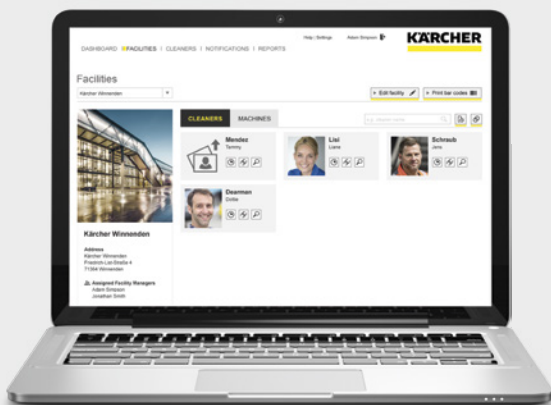 Help | Settings
Adam Simpson
KÄRCHER
DASHBOARD FACILITIES | CLEANERS | NOTIFICATIONS | REPORTS
Facilities
Kärcher Winnenden
Edit facility
Print bar codes
CLEANERS
MACHINES
Mendez
Tammy
Lisi
Liane
Schraub
Jens
Dearman
Kärcher Winnenden
Address
Kärcher Winnenden
Friedrich-List-Straße 4
71364 Winnenden
Assigned Facility Managers
Adam Simpson
Jonathan Smith